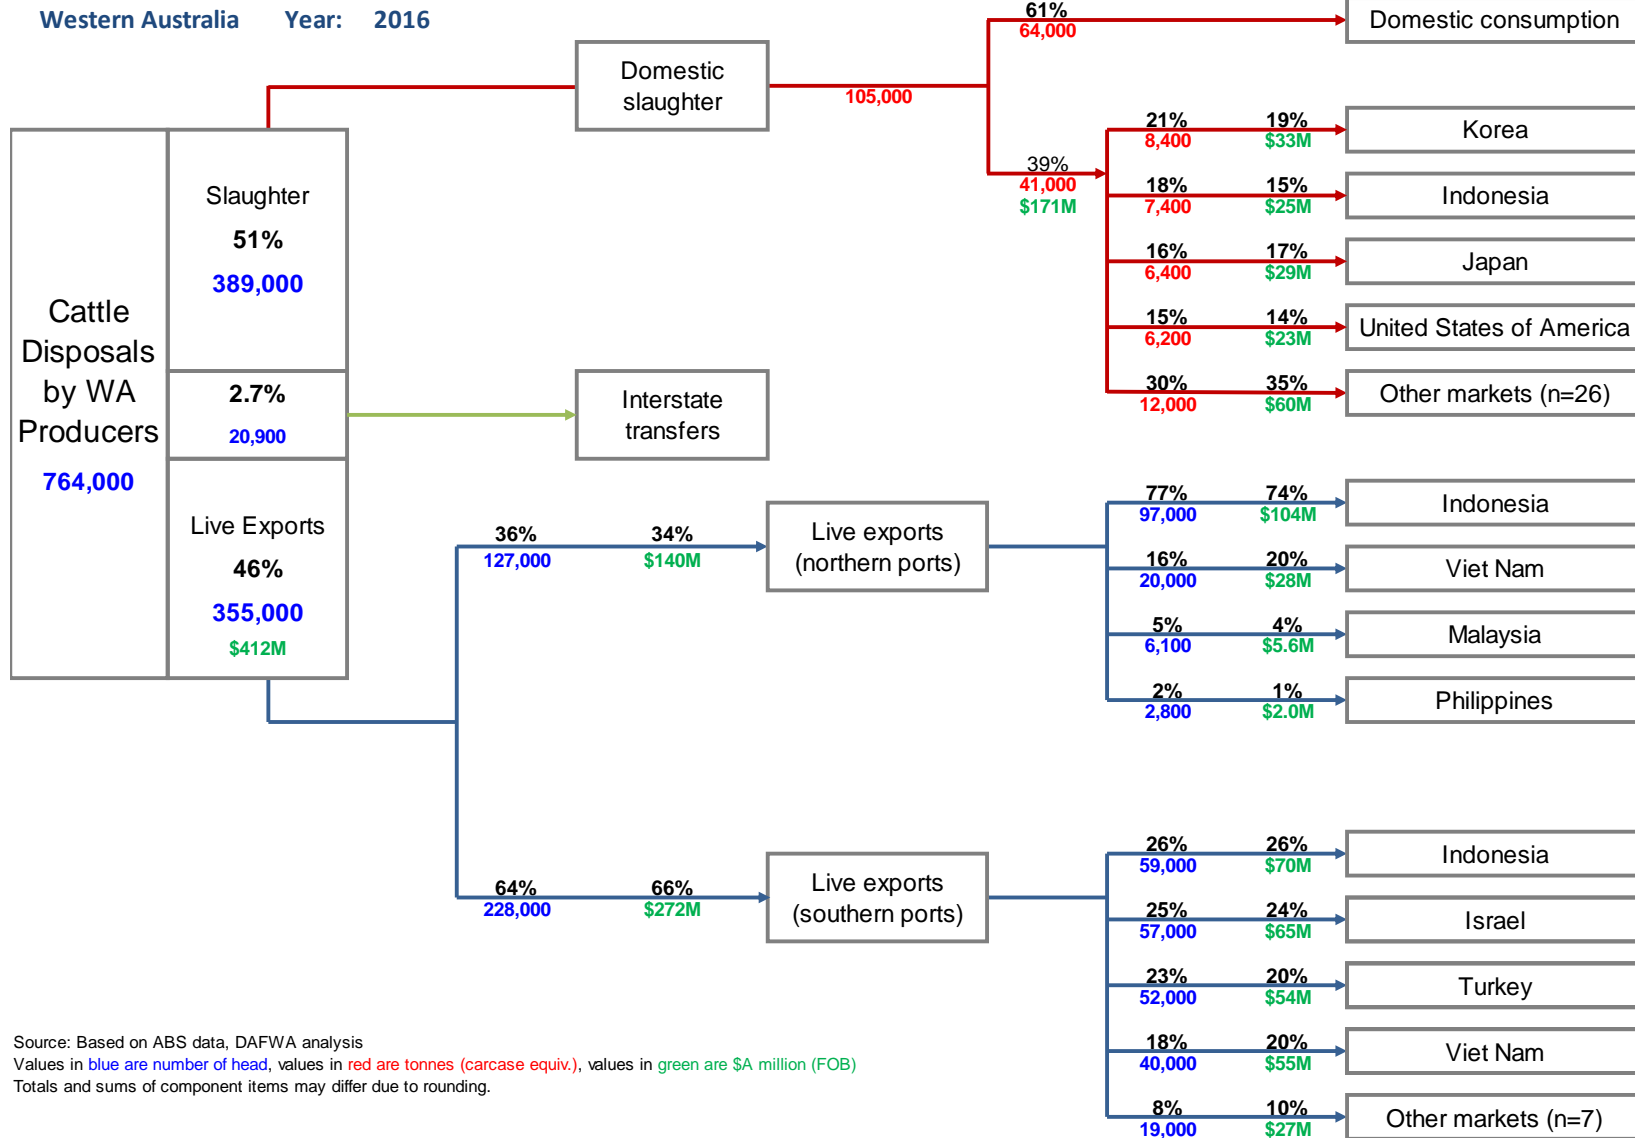 Western Australia Year: 2016
Cattle
Disposals
by WA
Producers
764,000
Slaughter
51%
389,000
2.7%
20,900
Live Exports
46%
355,000
$412M
Domestic
slaughter
105,000
61%
64,000
Domestic consumption
39%
41,000
$171M
21% 19%
8,400 $33M
Korea
18% 15%
7,400 $25M
Indonesia
16% 17%
6,400 $29M
Japan
15% 14%
6,200 $23M
United States of America
30% 35%
12,000 $60M
Other markets (n=26)
Interstate
transfers
36% 34%
127,000 $140M
Live exports
(northern ports)
77% 74%
97,000 $104M
Indonesia
16% 20%
20,000 $28M
Viet Nam
5% 4%
6,100 $5.6M
Malaysia
2% 1%
2,800 $2.0M
Philippines
64% 66%
228,000 $272M
Live exports
(southern ports)
26% 26%
59,000 $70M
Indonesia
25% 24%
57,000 $65M
Israel
23% 20%
52,000 $54M
Turkey
18% 20%
40,000 $55M
Viet Nam
8% 10%
19,000 $27M
Other markets (n=7)
Source: Based on ABS data, DAFWA analysis
Values in blue are number of head, values in red are tonnes (carcase equiv.), values in green are $A million (FOB)
Totals and sums of component items may differ due to rounding.